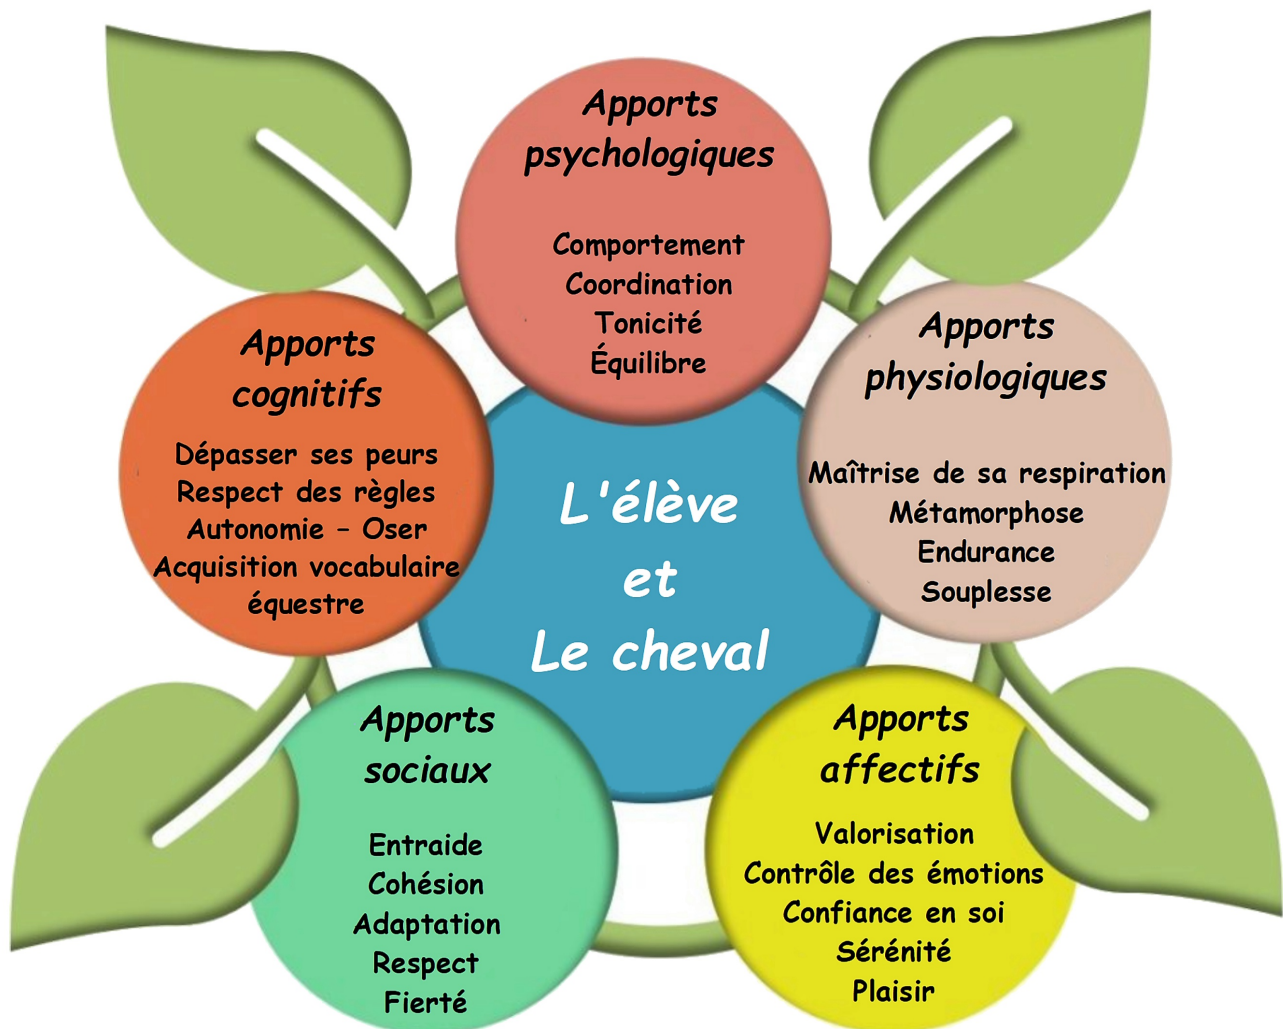 Apports
psychologiques
Comportement
Coordination
Tonicité
Équilibre
Apports
cognitifs
Dépasser ses peurs
Respect des règles
Autonomie - Oser
Acquisition vocabulaire
équestre
Apports
physiologiques
Maîtrise de sa respiration
Métamorphose
Endurance
Souplesse
L'élève
et
Le cheval
Apports
sociaux
Entraide
Cohésion
Adaptation
Respect
Fierté
Apports
affectifs
Valorisation
Contrôle des émotions
Confiance en soi
Sérénité
Plaisir